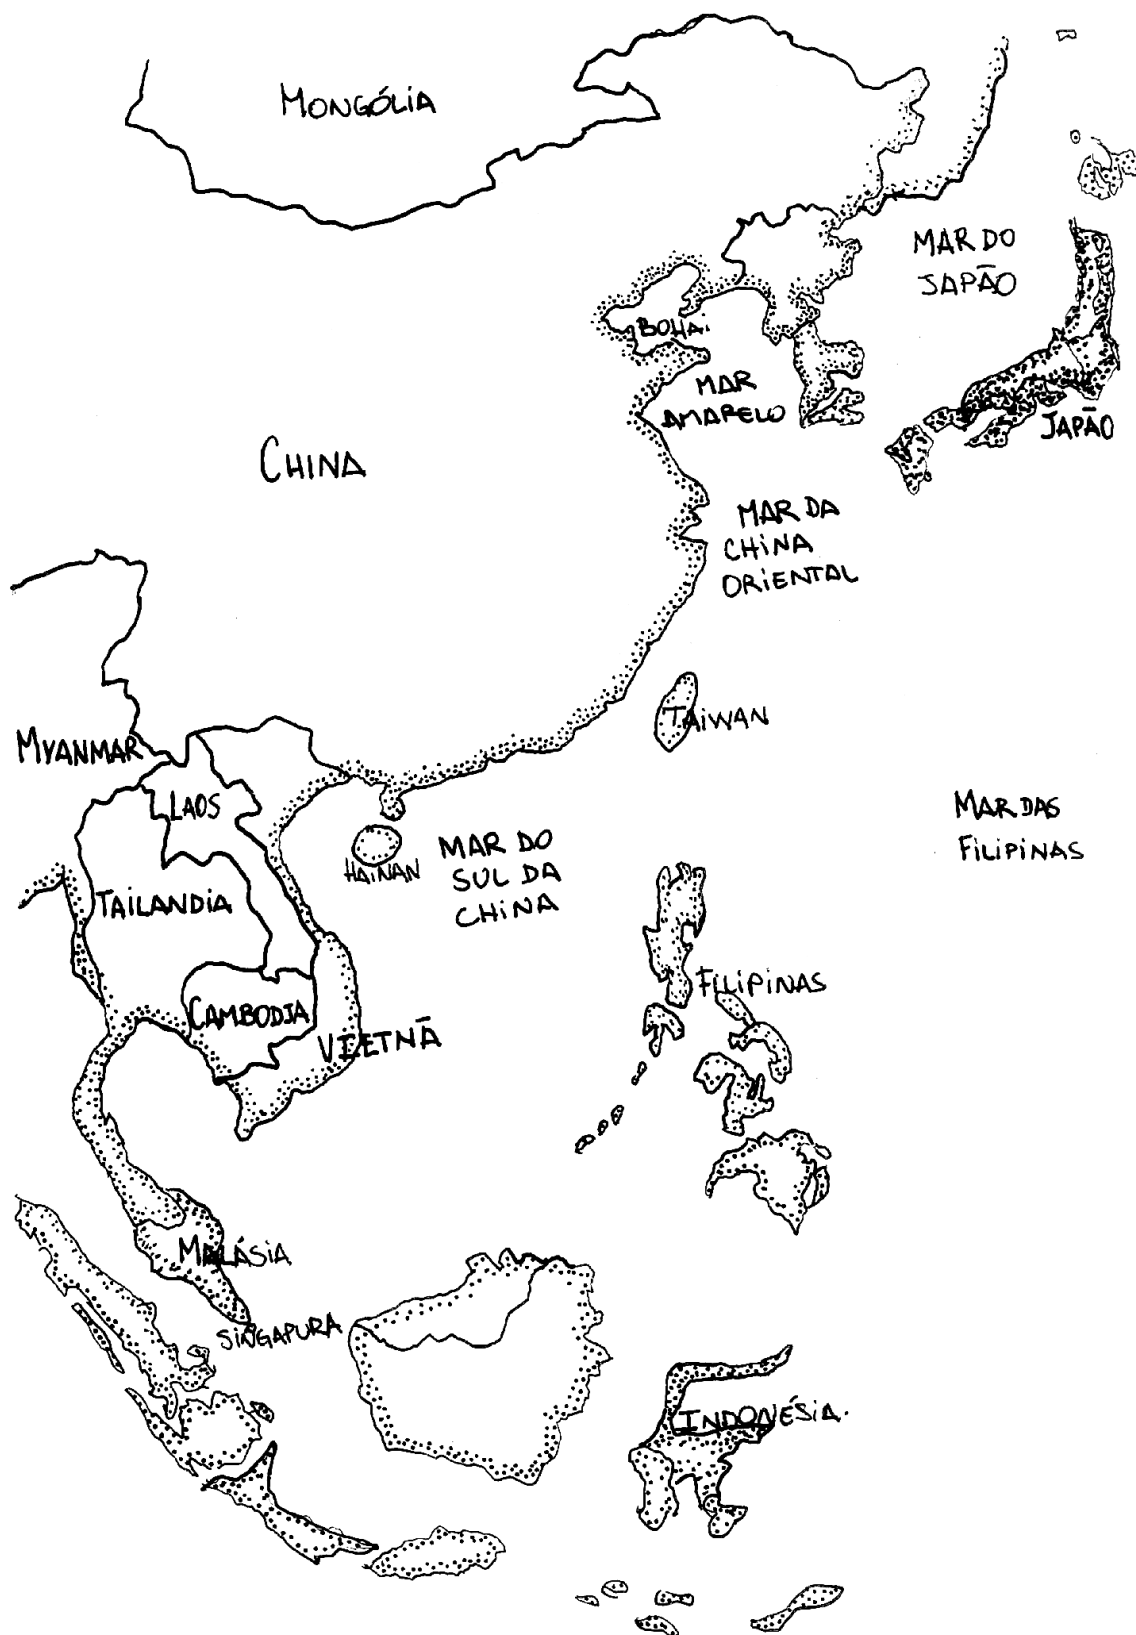 MONGÓLIA
MAR DO
JAPÃO
BOHAI
MAR
AMARELO
JAPÃO
CHINA
MAR DA
CHINA
ORIENTAL
TAIWAN
MYANMAR
LAOS
HAINAN
MAR DO
SUL DA
CHINA
MAR DAS
FILIPINAS
TAILANDIA
FILIPINAS
CAMBODJA
VIETNÃ
MALÁSIA
SINGAPURA
INDONÉSIA.